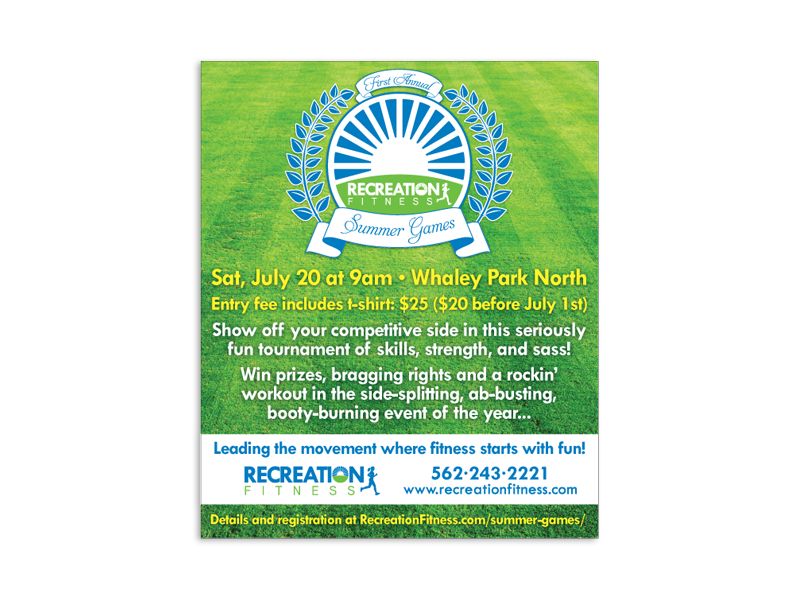 First Annual
RECREATION
FITNESS
Summer Games
Sat, July 20 at 9am • Whaley Park North
Entry fee includes t-shirt: $25 ($20 before July 1st)
Show off your competitive side in this seriously
fun tournament of skills, strength, and sass!
Win prizes, bragging rights and a rockin’
workout in the side-splitting, ab-busting,
booty-burning event of the year...
Leading the movement where fitness starts with fun!
RECREATION
FITNESS
562·243·2221
www.recreationfitness.com
Details and registration at RecreationFitness.com/summer-games/